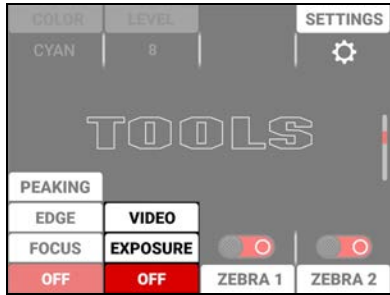 COLOR LEVEL SETTINGS
CYAN 8
TOOLS
PEAKING
EDGE VIDEO
FOCUS EXPOSURE
OFF OFF ZEBRA 1 ZEBRA 2